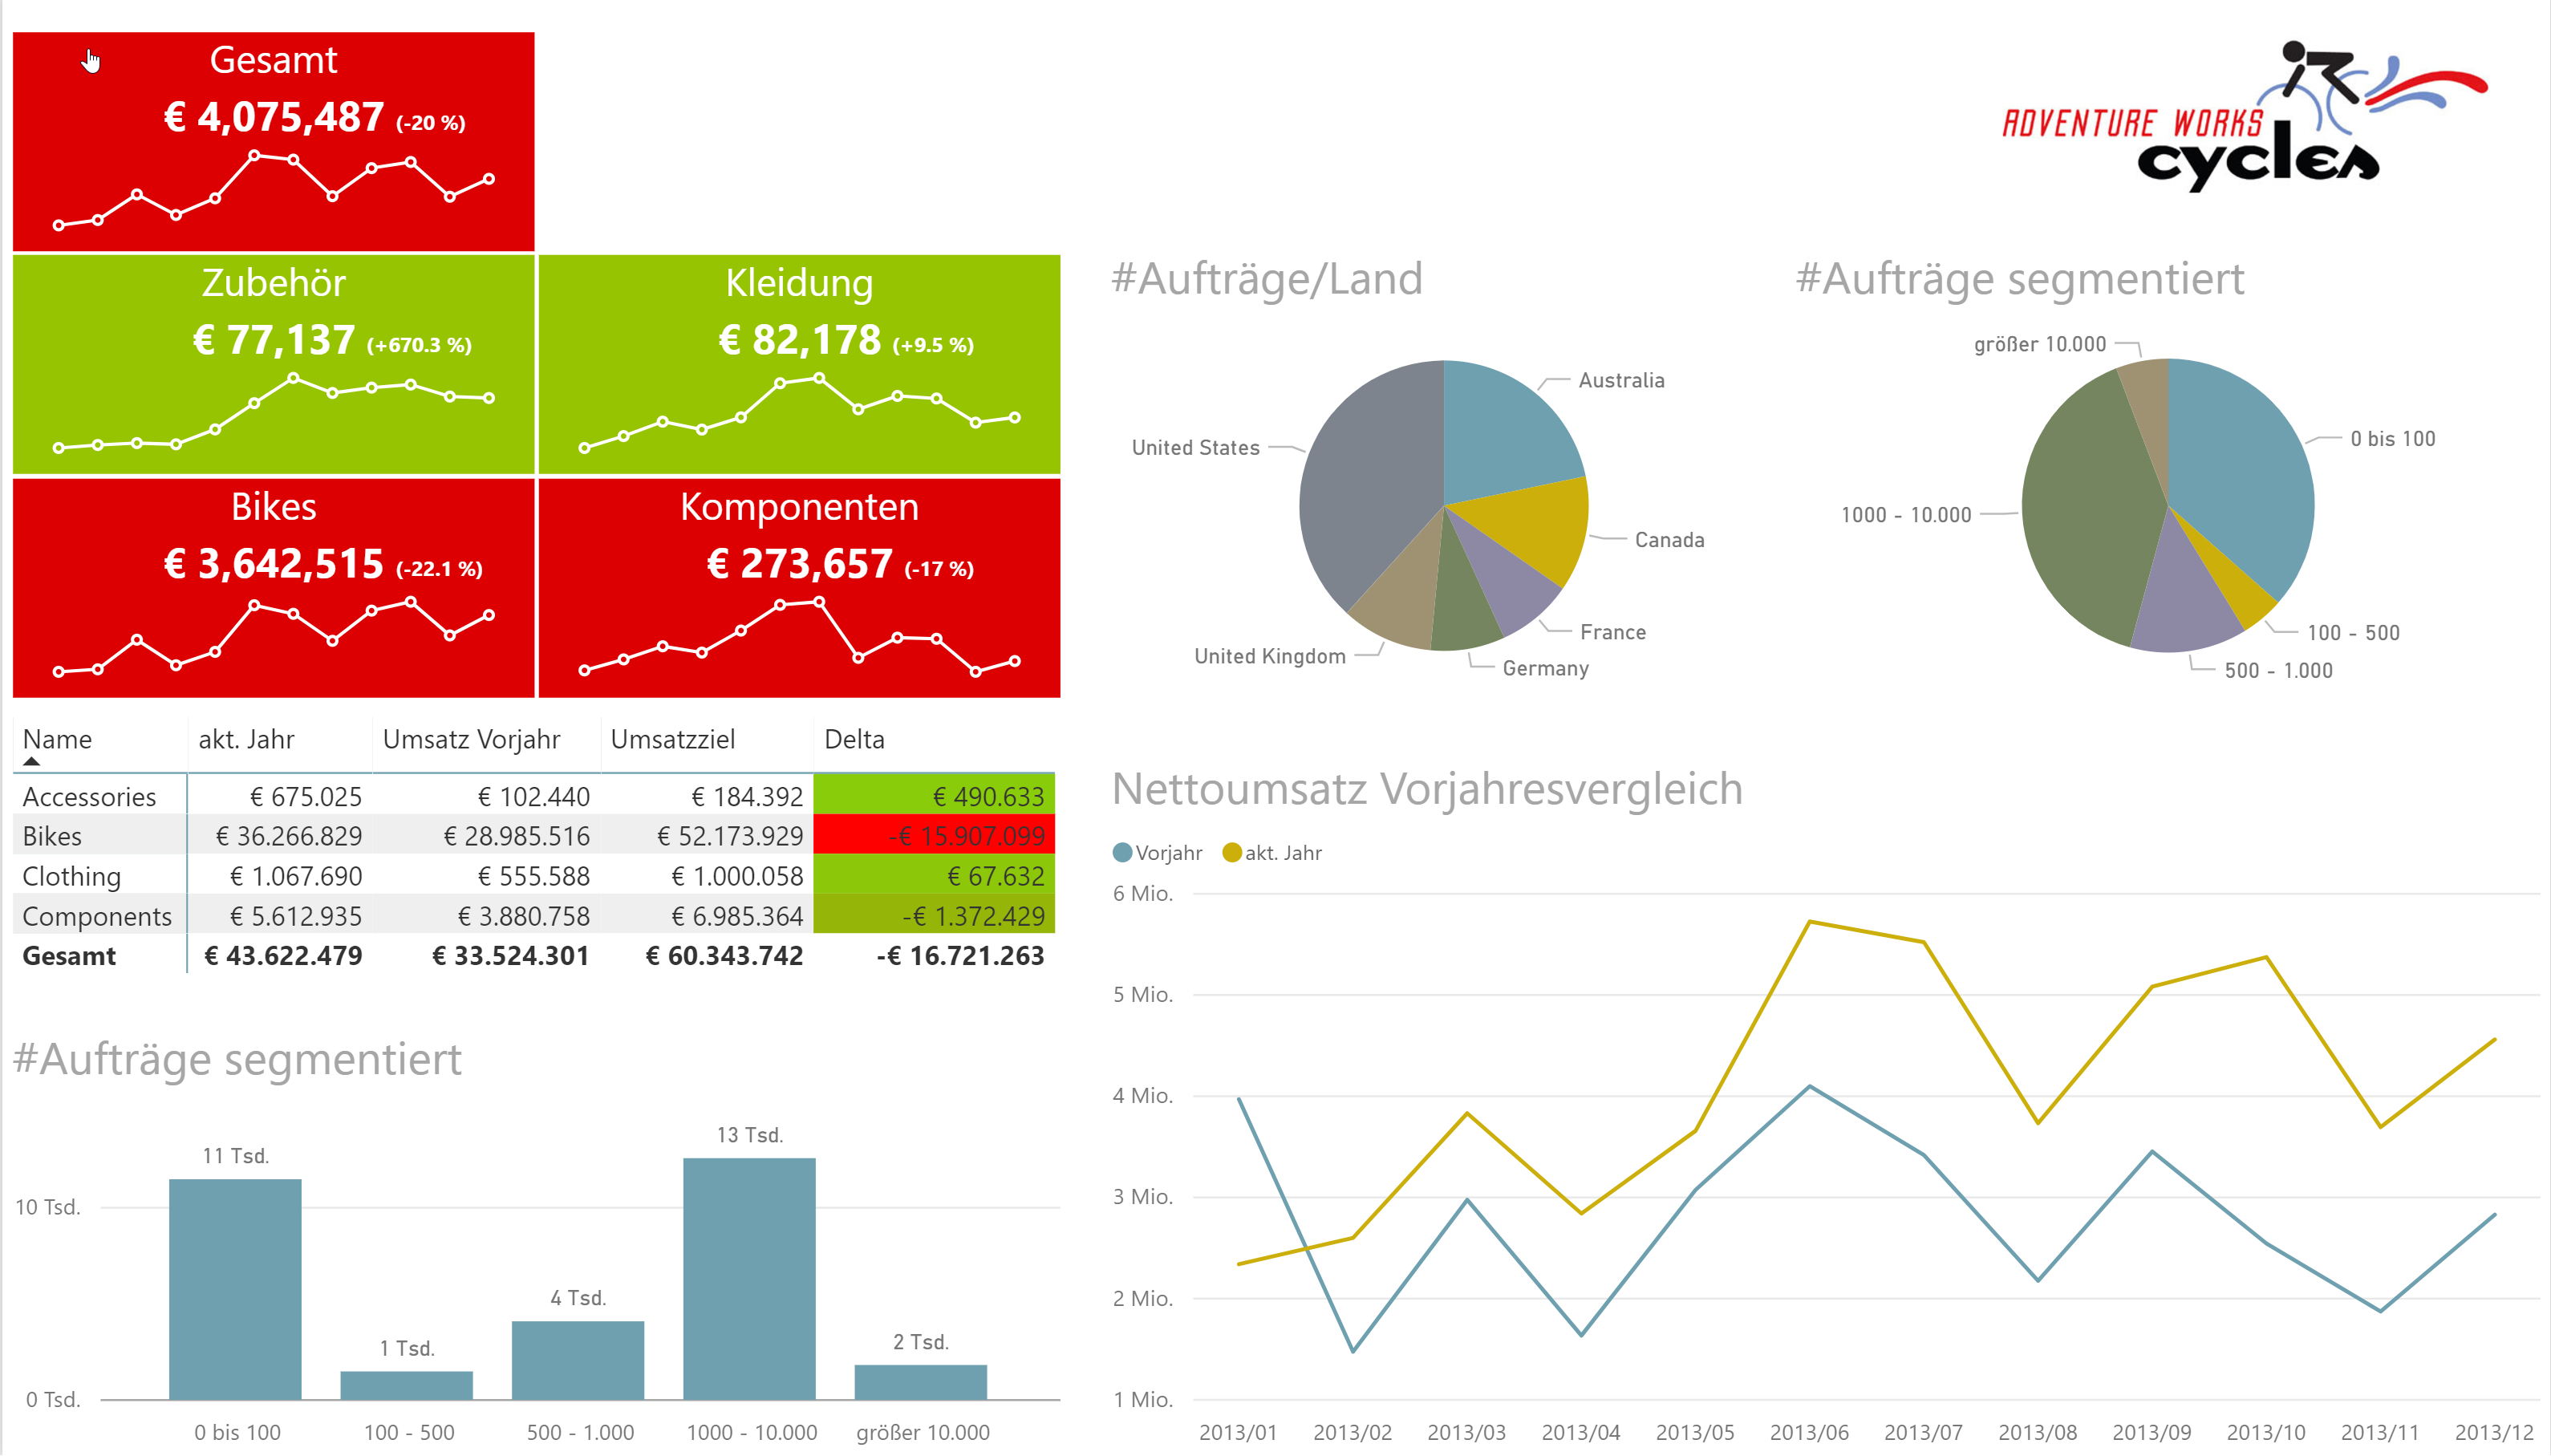 Gesamt
€ 4,075,487 (-20 %)
ADVENTURE WORKS
cycles
Zubehör
€ 77,137 (+670.3 %)
Kleidung
€ 82,178 (+9.5 %)
Bikes
€ 3,642,515 (-22.1 %)
Komponenten
€ 273,657 (-17 %)
#Aufträge/Land
Australia
United States
Canada
France
United Kingdom
Germany
#Aufträge segmentiert
größer 10.000
0 bis 100
1000 - 10.000
100 - 500
500 - 1.000
Name akt. Jahr Umsatz Vorjahr Umsatzziel Delta
Accessories € 675.025 € 102.440 € 184.392 € 490.633
Bikes € 36.266.829 € 28.985.516 € 52.173.929 -€ 15.907.099
Clothing € 1.067.690 € 555.588 € 1.000.058 € 67.632
Components € 5.612.935 € 3.880.758 € 6.985.364 -€ 1.372.429
Gesamt € 43.622.479 € 33.524.301 € 60.343.742 -€ 16.721.263
#Aufträge segmentiert
13 Tsd.
11 Tsd.
10 Tsd.
4 Tsd.
1 Tsd.
2 Tsd.
0 Tsd.
0 bis 100 100 - 500 500 - 1.000 1000 - 10.000 größer 10.000
Nettoumsatz Vorjahresvergleich
Vorjahr akt. Jahr
6 Mio.
5 Mio.
4 Mio.
3 Mio.
2 Mio.
1 Mio.
2013/01 2013/02 2013/03 2013/04 2013/05 2013/06 2013/07 2013/08 2013/09 2013/10 2013/11 2013/12